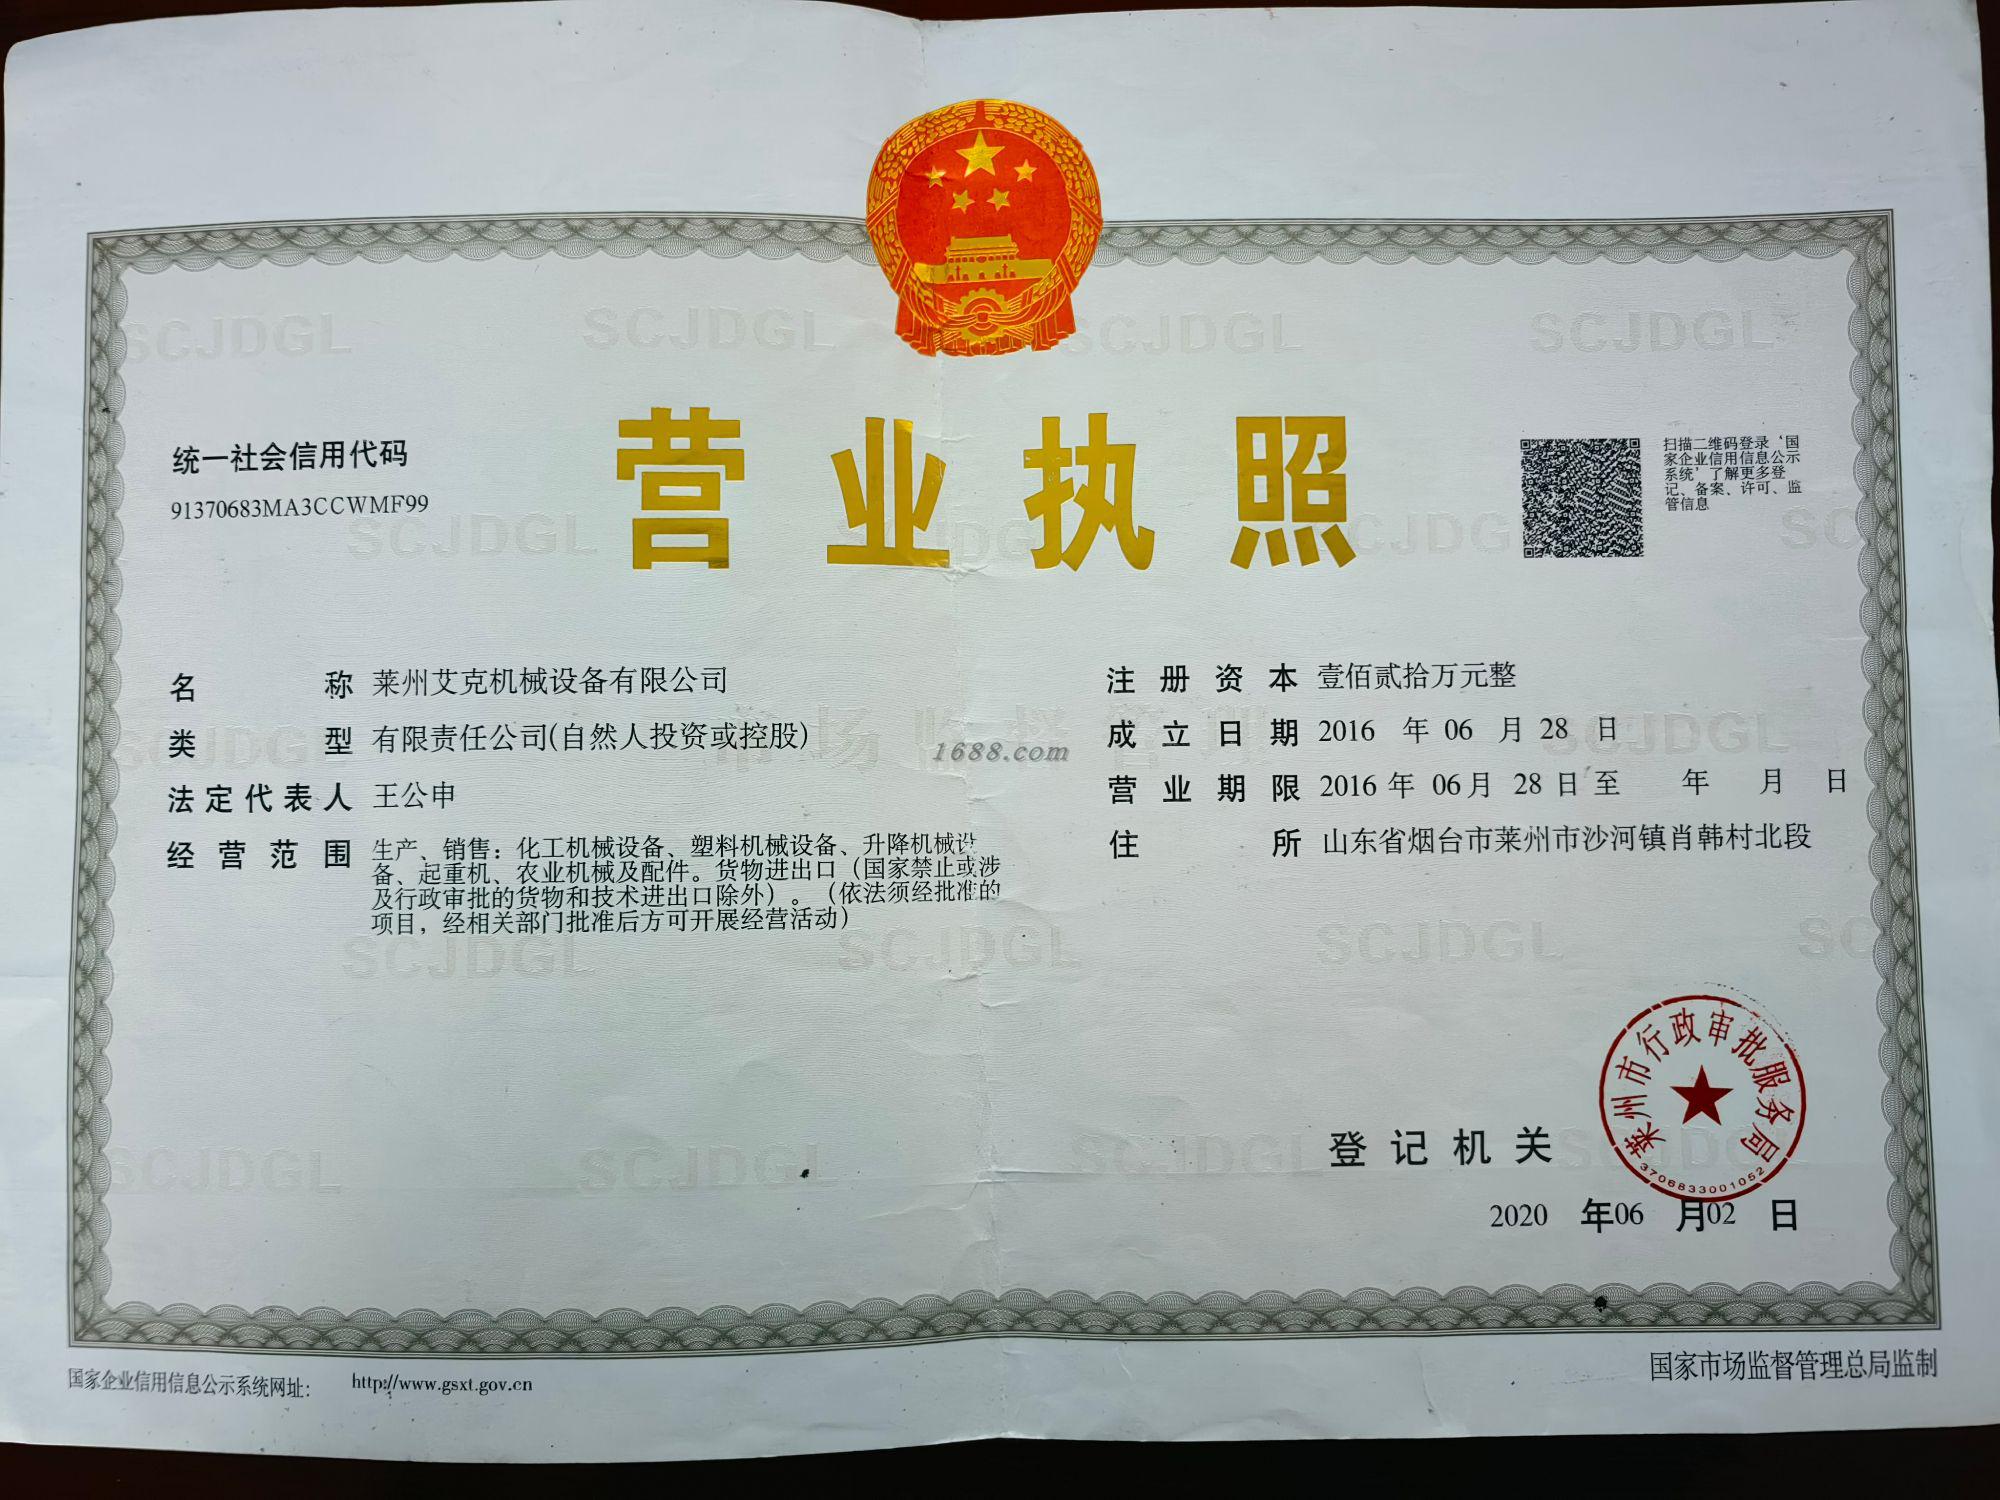 营业执照
统一社会信用代码
91370683MA3CCWMF99
扫描二维码登录‘国
家企业信用信息公示
系统’了解更多登
记、备案、许可、监
管信息
名 称 莱州艾克机械设备有限公司
类 型 有限责任公司(自然人投资或控股)
法定代表人 王公申
经营范围 生产、销售：化工机械设备、塑料机械设备、升降机械设
备、起重机、农业机械及配件。货物进出口（国家禁止或涉
及行政审批的货物和技术进出口除外）。（依法须经批准的
项目，经相关部门批准后方可开展经营活动）
注册资本 壹佰贰拾万元整
成立日期 2016 年 06 月 28 日
营业期限 2016 年 06 月 28 日 至 年 月 日
住 所 山东省烟台市莱州市沙河镇肖韩村北段
1688.com
登记机关
莱州市行政审批服务局
3706833001052
2020 年 06 月 02 日
国家企业信用信息公示系统网址： http://www.gsxt.gov.cn
国家市场监督管理总局监制
SCJDGL